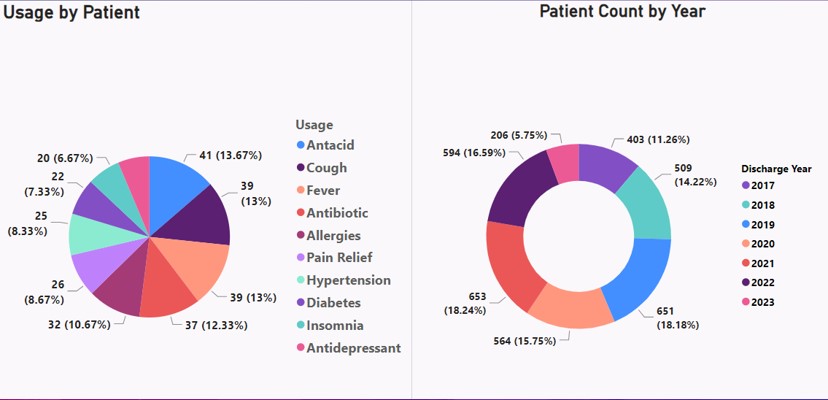 Usage by Patient
20 (6.67%)
22
(7.33%)
25
(8.33%)
26
(8.67%)
32 (10.67%)
37 (12.33%)
39 (13%)
39
(13%)
41 (13.67%)
Usage
Antacid
Cough
Fever
Antibiotic
Allergies
Pain Relief
Hypertension
Diabetes
Insomnia
Antidepressant
Patient Count by Year
206 (5.75%)
594 (16.59%)
653
(18.24%)
564 (15.75%)
651
(18.18%)
509
(14.22%)
403 (11.26%)
Discharge Year
2017
2018
2019
2020
2021
2022
2023